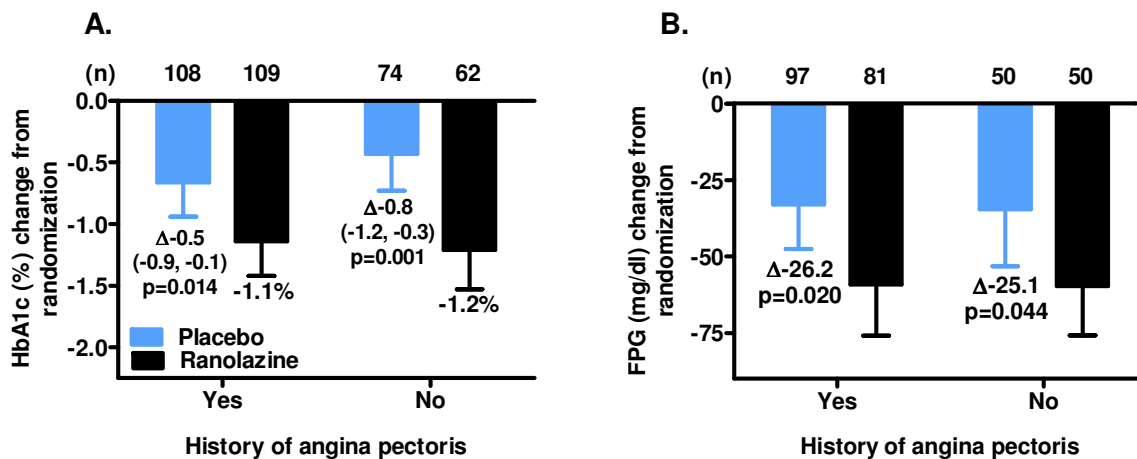 A.
(n) 108 109 74 62
HbA1c (%) change from
randomization
0.0
-0.5
-1.0
-1.5
-2.0
Δ-0.5
(-0.9, -0.1)
p=0.014
-1.1%
Δ-0.8
(-1.2, -0.3)
p=0.001
-1.2%
Placebo
Ranolazine
Yes No
History of angina pectoris
B.
(n) 97 81 50 50
FPG (mg/dl) change from
randomization
0
-25
-50
-75
Δ-26.2
p=0.020
Δ-25.1
p=0.044
Yes No
History of angina pectoris